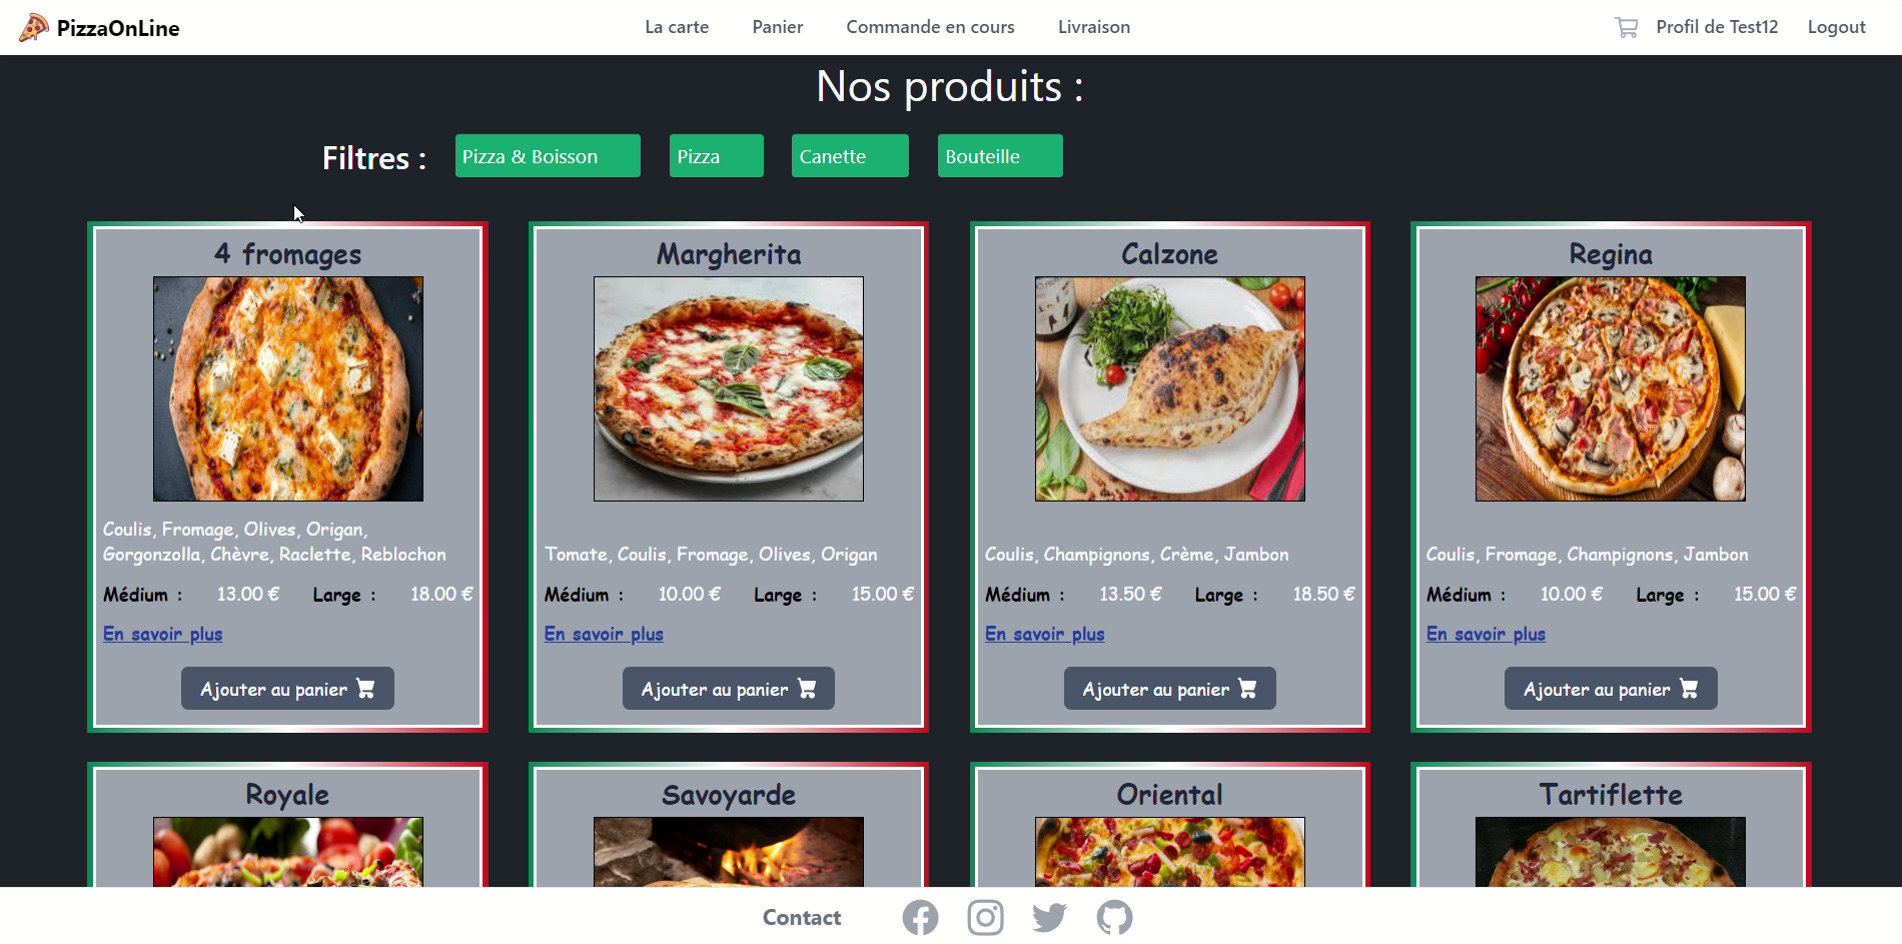 PizzaOnLine
La carte
Panier
Commande en cours
Livraison
Profil de Test12
Logout
Nos produits :
Filtres :
Pizza & Boisson
Pizza
Canette
Bouteille
4 fromages
Coulis, Fromage, Olives, Origan,
Gorgonzolla, Chèvre, Raclette, Reblochon
Médium : 13.00 € Large : 18.00 €
En savoir plus
Ajouter au panier
Margherita
Tomate, Coulis, Fromage, Olives, Origan
Médium : 10.00 € Large : 15.00 €
En savoir plus
Ajouter au panier
Calzone
Coulis, Champignons, Crème, Jambon
Médium : 13.50 € Large : 18.50 €
En savoir plus
Ajouter au panier
Regina
Coulis, Fromage, Champignons, Jambon
Médium : 10.00 € Large : 15.00 €
En savoir plus
Ajouter au panier
Royale
Savoyarde
Oriental
Tartiflette
Contact